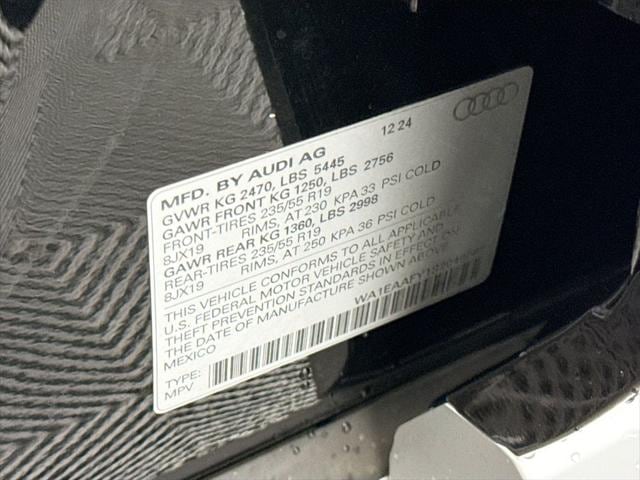 12 24
MFD. BY AUDI AG
GVWR KG 2470, LBS 5445
GAWR FRONT KG 1250, LBS 2756
FRONT-TIRES 235/55 R19
8JX19 RIMS, AT 230 KPA 33 PSI COLD
GAWR REAR KG 1360, LBS 2998
REAR-TIRES 235/55 R19
8JX19 RIMS, AT 250 KPA 36 PSI COLD
THIS VEHICLE CONFORMS TO ALL APPLICABLE
U.S. FEDERAL MOTOR VEHICLE SAFETY AND
THEFT PREVENTION STANDARDS IN EFFECT ON
THE DATE OF MANUFACTURE SHOWN ABOVE
MEXICO
TYPE:
MPV